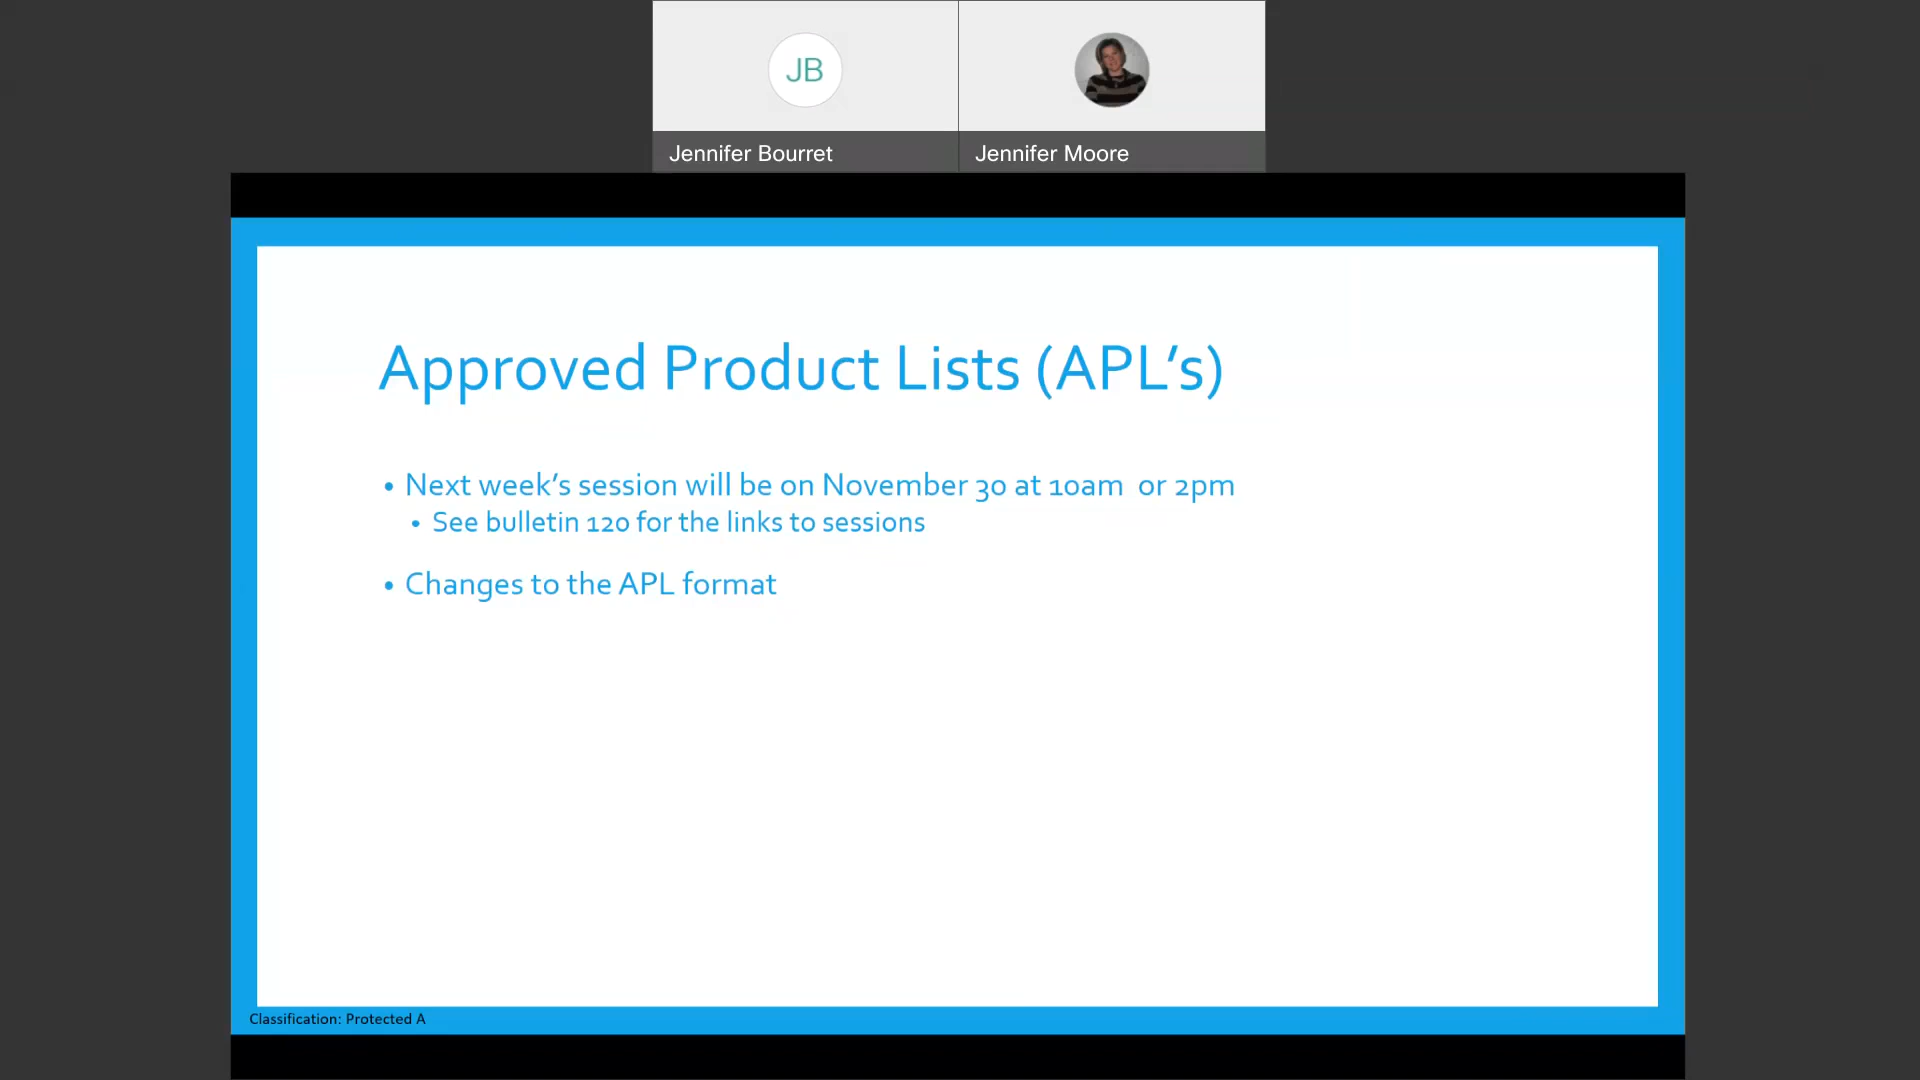 JB
Jennifer Bourret
Jennifer Moore
Approved Product Lists (APL’s)
• Next week’s session will be on November 30 at 10am  or 2pm
• See bulletin 120 for the links to sessions
• Changes to the APL format
Classification: Protected A